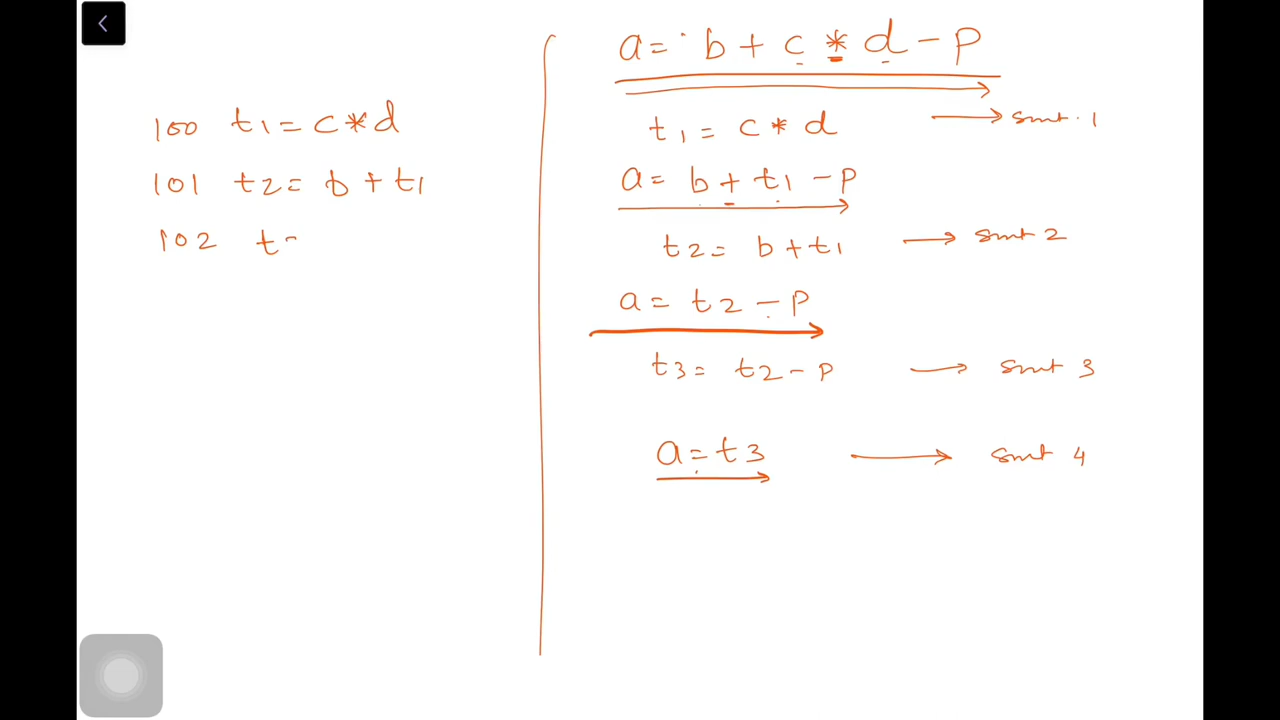 100 t1 = c * d
101 t2 = b + t1
102 t
a = b + c * d - p
t1 = c * d → smt. 1
a = b + t1 - p
t2 = b + t1 → smt 2
a = t2 - p
t3 = t2 - p → smt 3
a = t3 → smt 4